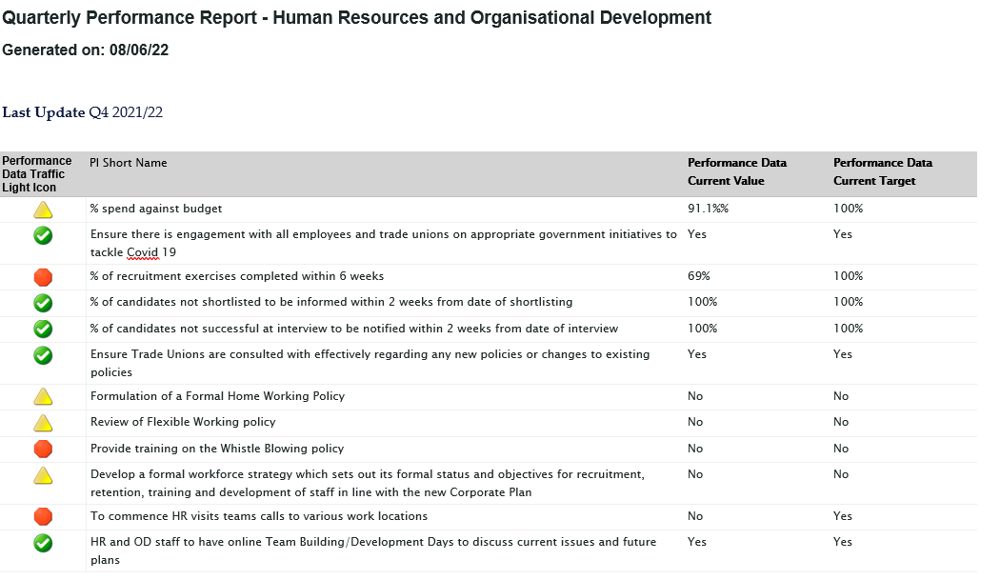 Quarterly Performance Report - Human Resources and Organisational Development
Generated on: 08/06/22
Last Update Q4 2021/22
Performance Data Traffic Light Icon PI Short Name Performance Data Current Value Performance Data Current Target
% spend against budget 91.1%% 100%
Ensure there is engagement with all employees and trade unions on appropriate government initiatives to Yes Yes
tackle Covid 19
% of recruitment exercises completed within 6 weeks 69% 100%
% of candidates not shortlisted to be informed within 2 weeks from date of shortlisting 100% 100%
% of candidates not successful at interview to be notified within 2 weeks from date of interview 100% 100%
Ensure Trade Unions are consulted with effectively regarding any new policies or changes to existing Yes Yes
policies
Formulation of a Formal Home Working Policy No No
Review of Flexible Working policy No No
Provide training on the Whistle Blowing policy No No
Develop a formal workforce strategy which sets out its formal status and objectives for recruitment, No No
retention, training and development of staff in line with the new Corporate Plan
To commence HR visits teams calls to various work locations No Yes
HR and OD staff to have online Team Building/Development Days to discuss current issues and future Yes Yes
plans